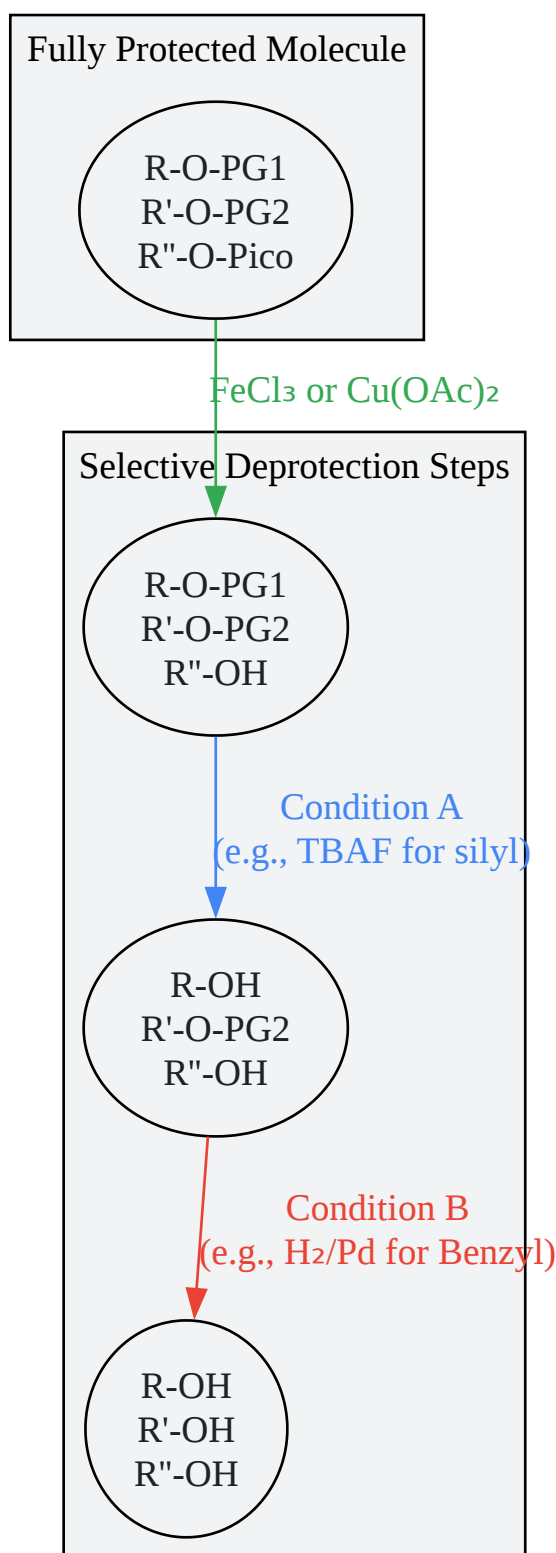 Fully Protected Molecule
R-O-PG1
R'-O-PG2
R"-O-Pico
FeCl₃ or Cu(OAc)₂
Selective Deprotection Steps
R-O-PG1
R'-O-PG2
R"-OH
Condition A
(e.g., TBAF for silyl)
R-OH
R'-O-PG2
R"-OH
Condition B
(e.g., H₂/Pd for Benzyl)
R-OH
R'-OH
R"-OH